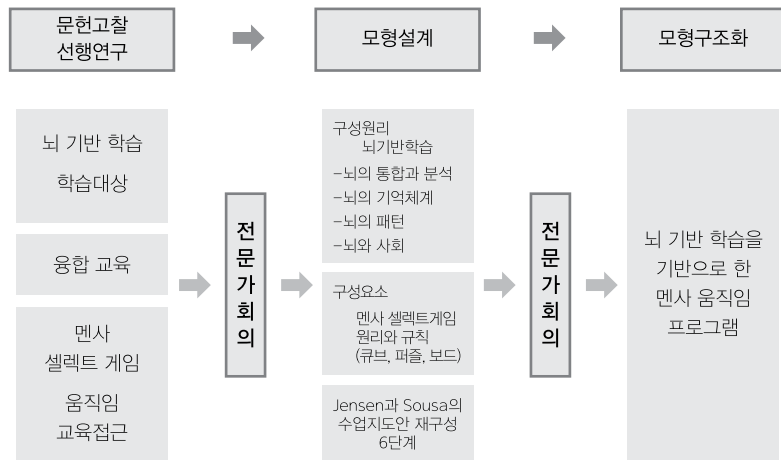 문헌고찰
선행연구
모형설계
모형구조화
뇌 기반 학습
학습대상
융합 교육
멘사
셀렉트 게임
움직임
교육접근
전
문
가
회
의
구성원리
뇌기반학습
-뇌의 통합과 분석
-뇌의 기억체계
-뇌의 패턴
-뇌와 사회
구성요소
멘사 셀렉트게임
원리와 규칙
(큐브, 퍼즐, 보드)
Jensen과 Sousa의
수업지도안 재구성
6단계
전
문
가
회
의
뇌 기반 학습을
기반으로 한
멘사 움직임
프로그램